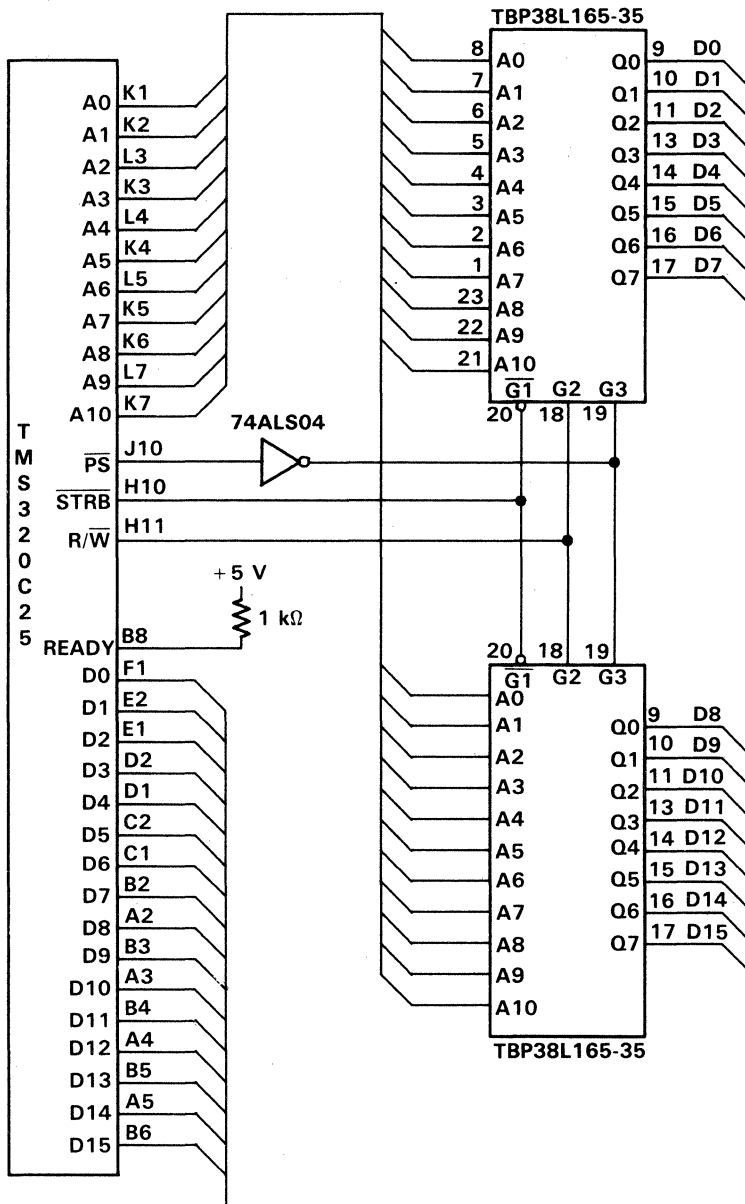 TBP38L165-35
A0 K1
A1 K2
A2 L3
A3 K3
A4 L4
A5 K4
A6 L5
A7 K5
A8 K6
A9 L7
A10 K7
PS J10
STRB H10
R/W H11
READY B8
D0 F1
D1 E2
D2 E1
D3 D2
D4 D1
D5 C2
D6 C1
D7 B2
D8 A2
D9 B3
D10 A3
D11 B4
D12 A4
D13 B5
D14 A5
D15 B6
TMS320C25
74ALS04
+5 V
1 kΩ
8 A0 Q0 9 D0
7 A1 Q1 10 D1
6 A2 Q2 11 D2
5 A3 Q3 13 D3
4 A4 Q4 14 D4
3 A5 Q5 15 D5
2 A6 Q6 16 D6
1 A7 Q7 17 D7
23 A8
22 A9
21 A10
G1 G2 G3
20 18 19
20 18 19
G1 G2 G3
A0
A1 Q0 9 D8
A2 Q1 10 D9
A3 Q2 11 D10
A4 Q3 13 D11
A5 Q4 14 D12
A6 Q5 15 D13
A7 Q6 16 D14
A8 Q7 17 D15
A9
A10
TBP38L165-35